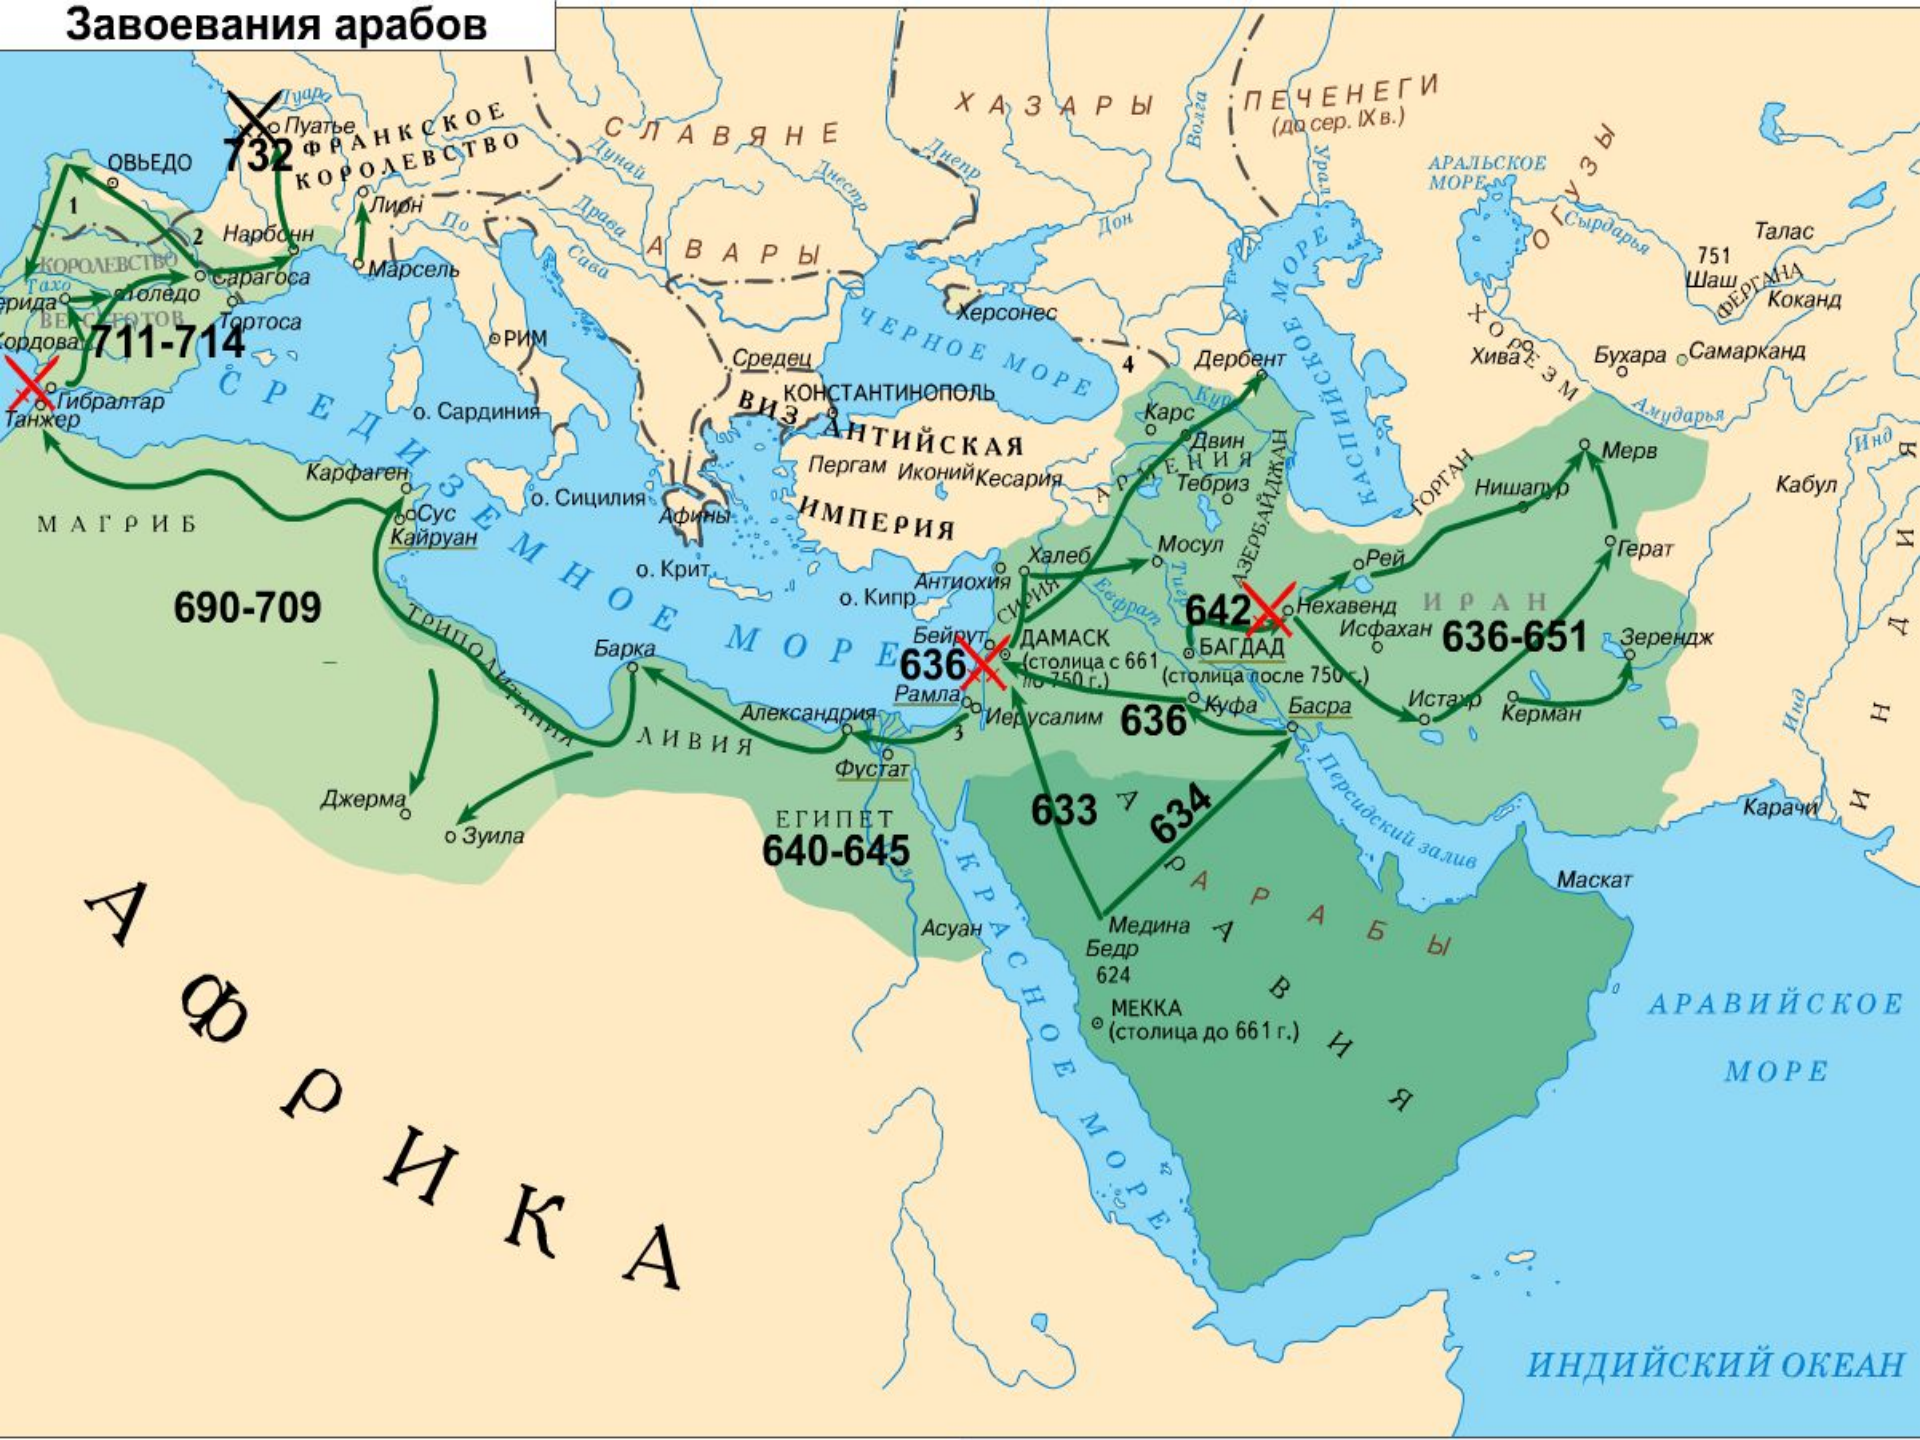 Завоевания арабов
Луара
Пуатье
732
ФРАНКСКОЕ
КОРОЛЕВСТВО
СЛАВЯНЕ
ХАЗАРЫ
ПЕЧЕНЕГИ
(до сер. IX в.)
Волга
Урал
Днепр
Днестр
Дунай
Драва
Сава
По
Дон
АВАРЫ
АРАЛЬСКОЕ
МОРЕ
ОГУЗЫ
Сырдарья
Талас
751
Шаш
ФЕРГАНА
Коканд
ХОРЕЗМ
Хива
Бухара
Самарканд
Амударья
ОВЬЕДО
1
2
Нарбонн
Лион
Марсель
КОРОЛЕВСТВО
ВЕСТГОТОВ
Тахо
ерида
Толедо
Сарагоса
Тортоса
Кордова
711-714
Гибралтар
Танжер
РИМ
о. Сардиния
о. Сицилия
СРЕДИЗЕМНОЕ МОРЕ
Средец
КОНСТАНТИНОПОЛЬ
ВИЗАНТИЙСКАЯ
ИМПЕРИЯ
Пергам
Иконий
Кесария
Афины
о. Крит
о. Кипр
Херсонес
ЧЕРНОЕ МОРЕ
4
Дербент
КАСПИЙСКОЕ МОРЕ
Кура
Карс
Двин
АРМЕНИЯ
Тебриз
АЗЕРБАЙДЖАН
ГОРГАН
Нишапур
Мерв
Герат
Кабул
Инд
ИНДИЯ
Карфаген
Сус
Кайруан
МАГРИБ
690-709
ТРИПОЛИТАНИЯ
Барка
ЛИВИЯ
Александрия
Фустат
ЕГИПЕТ
640-645
Джерма
Зуила
Асуан
Халеб
Антиохия
СИРИЯ
Мосул
Тигр
Евфрат
Бейрут
636
ДАМАСК
(столица с 661
по 750 г.)
Рамла
Иерусалим
3
642
БАГДАД
(столица после 750 г.)
Нехавенд
Рей
ИРАН
Исфахан
636-651
Зерендж
Истахр
Керман
Куфа
636
Басра
Инд
Карачи
Персидский залив
Маскат
633
634
АРАБЫ
АРАВИЯ
Медина
Бедр
624
МЕККА
(столица до 661 г.)
КРАСНОЕ МОРЕ
АФРИКА
АРАВИЙСКОЕ
МОРЕ
ИНДИЙСКИЙ ОКЕАН